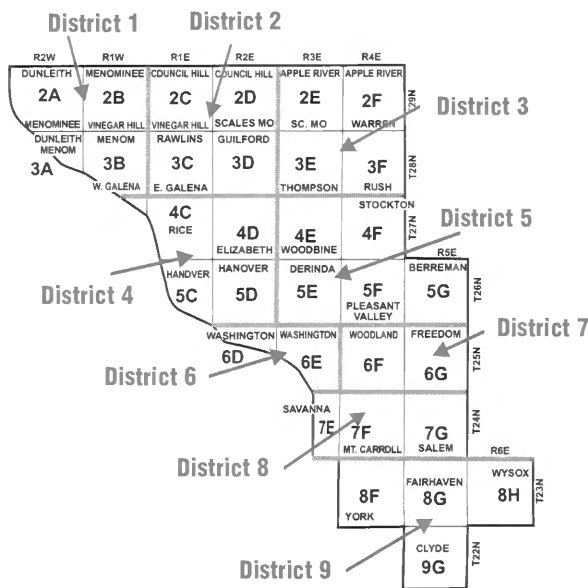 District 1
District 2
R2W R1W R1E R2E R3E R4E
DUNLEITH MENOMINEE COUNCIL HILL COUNCIL HILL APPLE RIVER APPLE RIVER
2A 2B 2C 2D 2E 2F
T29N
MENOMINEE VINEGAR HILL VINEGAR HILL SCALES MO SC. MO WARREN
District 3
DUNLEITH MENOM RAWLINS GUILFORD
MENOM
3A 3B 3C 3D 3E 3F
T28N
W. GALENA E. GALENA THOMPSON RUSH
STOCKTON
4C 4D 4E 4F
T27N
RICE ELIZABETH WOODBINE
District 5
R5E
District 4
HANDVER HANOVER DERINDA BERREMAN
5C 5D 5E 5F 5G
T26N
PLEASANT
VALLEY
District 7
WASHINGTON WASHINGTDN WOODLAND FREEDOM
6D 6E 6F 6G
T25N
District 6
SAVANNA
7E 7F 7G
T24N
MT. CARRDLL SALEM
District 8
R6E
FAIRHAVEN WYSOX
8F 8G 8H
T23N
YORK
CLYDE
9G
T22N
District 9